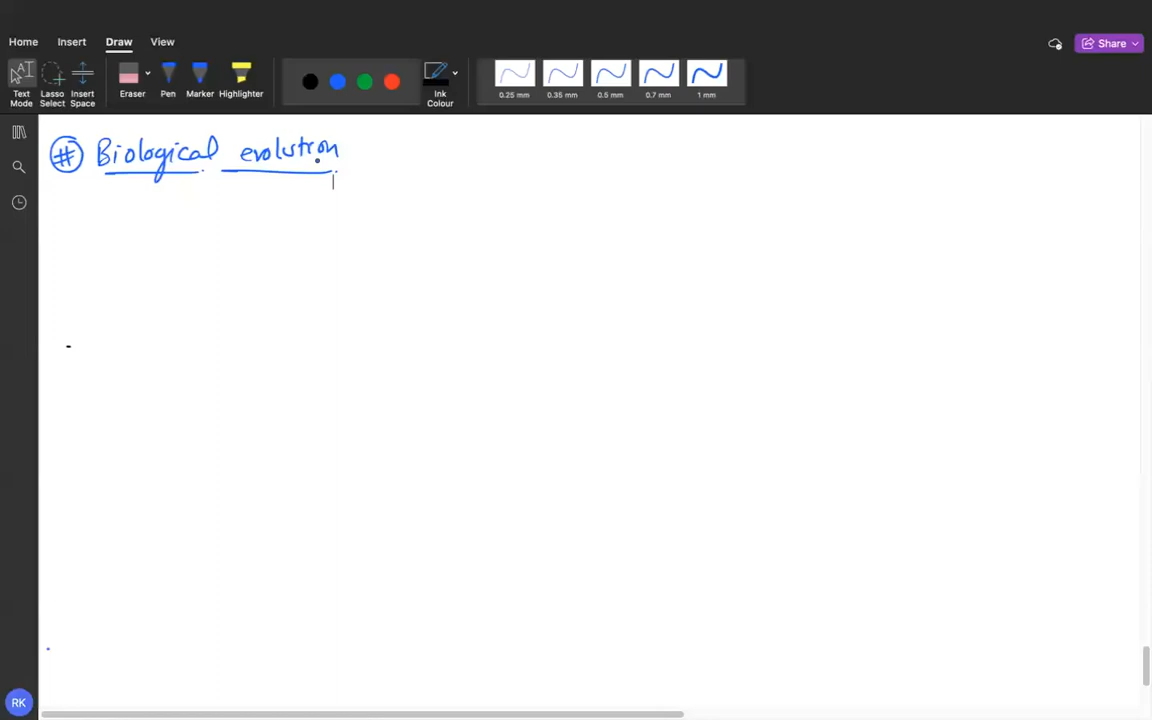 Home Insert Draw View Share
Text Mode Lasso Select Insert Space Eraser Pen Marker Highlighter Ink Colour 0.25 mm 0.35 mm 0.5 mm 0.7 mm 1 mm
# Biological evolution
RK